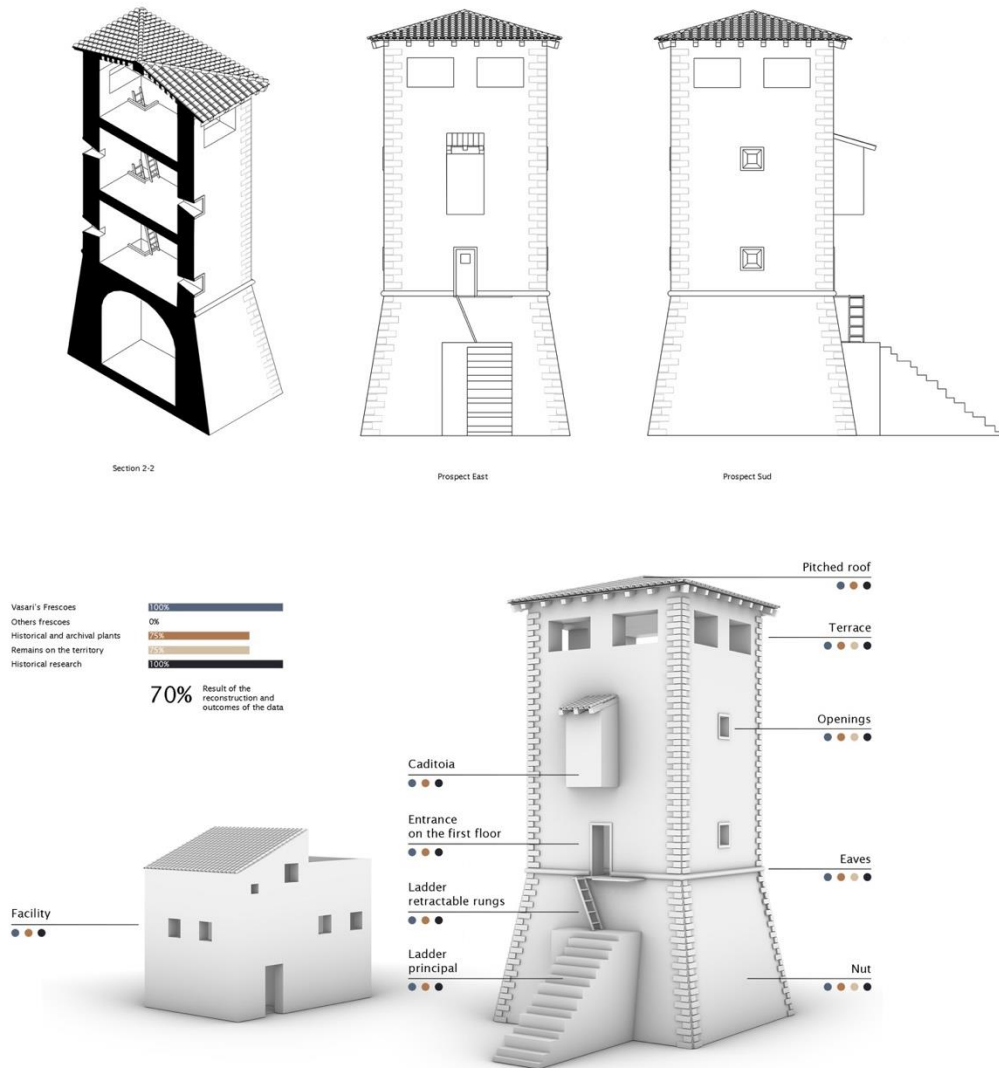 Section 2-2
Prospect East
Prospect Sud
Vasari's Frescoes 100%
Others frescoes 0%
Historical and archival plants 75%
Remains on the territory 75%
Historical research 100%
70% Result of the
reconstruction and
outcomes of the data
Pitched roof
Terrace
Openings
Caditoia
Entrance
on the first floor
Eaves
Ladder
retractable rungs
Facility
Ladder
principal
Nut